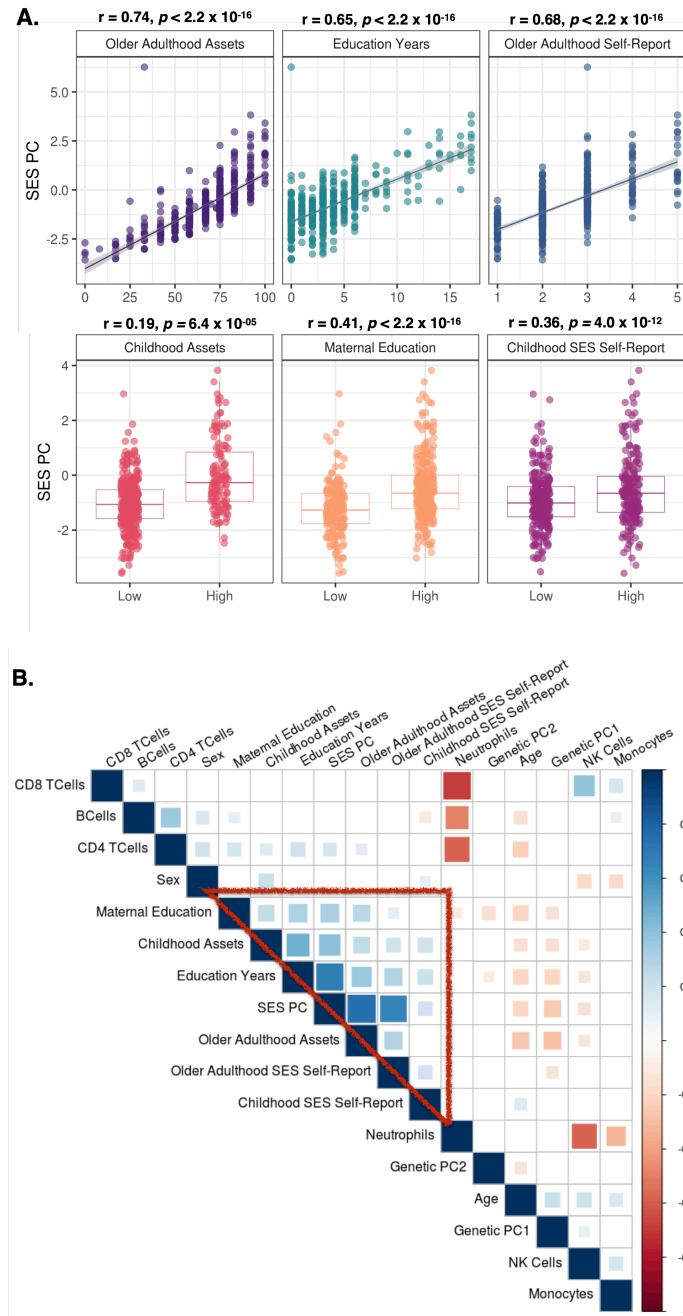 A.
r = 0.74, p < 2.2 x 10-16
r = 0.65, p < 2.2 x 10-16
r = 0.68, p < 2.2 x 10-16
Older Adulthood Assets
Education Years
Older Adulthood Self-Report
SES PC
5.0
2.5
0.0
-2.5
0 25 50 75 100
0 5 10 15
1 2 3 4 5
r = 0.19, p = 6.4 x 10-05
r = 0.41, p < 2.2 x 10-16
r = 0.36, p = 4.0 x 10-12
Childhood Assets
Maternal Education
Childhood SES Self-Report
SES PC
4
2
0
-2
Low High
Low High
Low High
B.
CD8 TCells
BCells
CD4 TCells
Sex
Maternal Education
Childhood Assets
Education Years
SES PC
Older Adulthood Assets
Older Adulthood SES Self-Report
Childhood SES Self-Report
Neutrophils
Genetic PC2
Age
Genetic PC1
NK Cells
Monocytes
CD8 TCells
BCells
CD4 TCells
Sex
Maternal Education
Childhood Assets
Education Years
SES PC
Older Adulthood Assets
Older Adulthood SES Self-Report
Childhood SES Self-Report
Neutrophils
Genetic PC2
Age
Genetic PC1
NK Cells
Monocytes